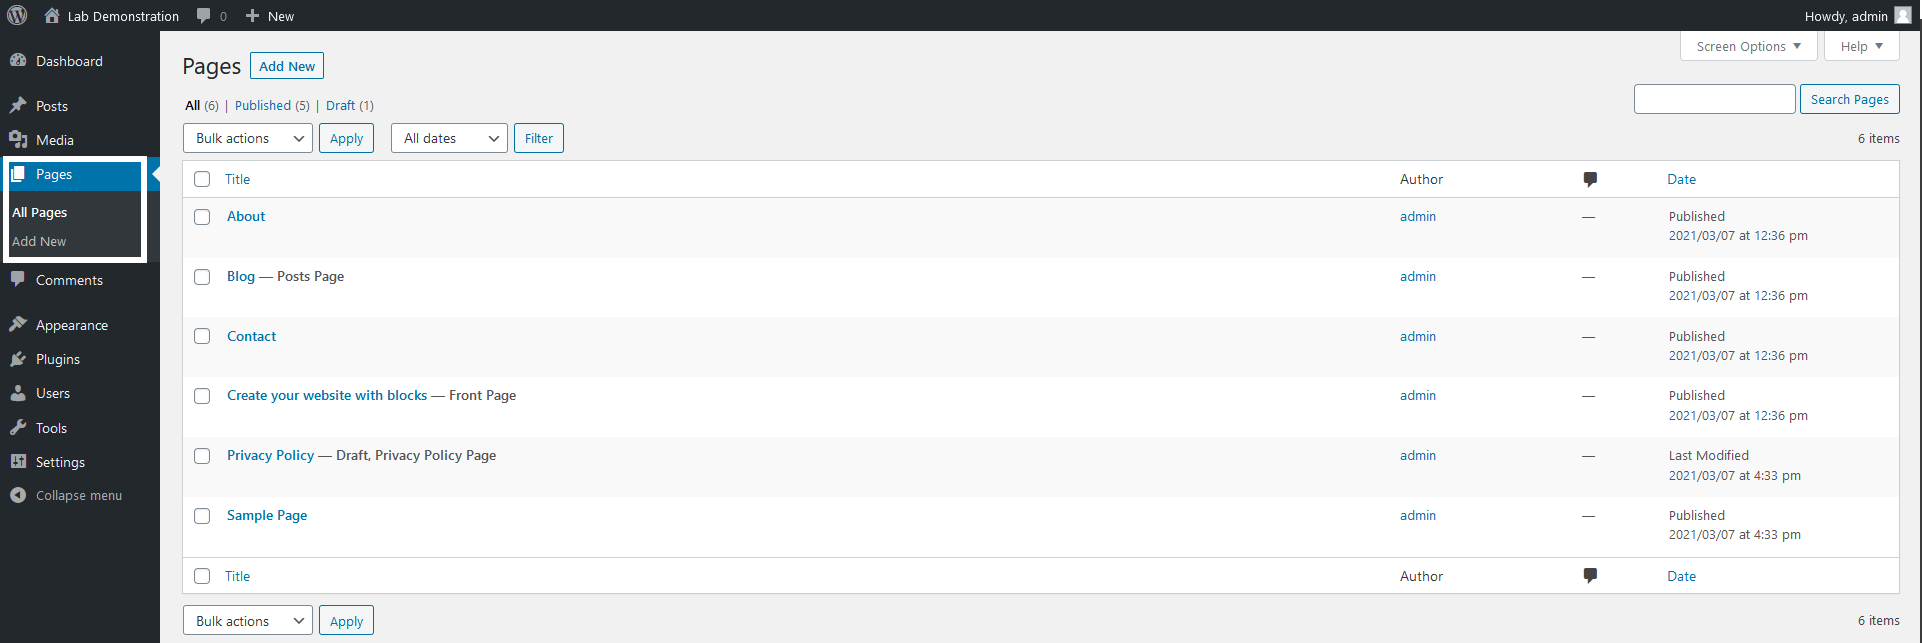 Lab Demonstration 0 New Howdy, admin
Screen Options Help
Dashboard
Posts
Media
Pages
All Pages
Add New
Comments
Appearance
Plugins
Users
Tools
Settings
Collapse menu
Pages Add New
All (6) | Published (5) | Draft (1)
Search Pages
Bulk actions Apply All dates Filter 6 items
Title Author Date
About admin — Published
2021/03/07 at 12:36 pm
Blog — Posts Page admin — Published
2021/03/07 at 12:36 pm
Contact admin — Published
2021/03/07 at 12:36 pm
Create your website with blocks — Front Page admin — Published
2021/03/07 at 12:36 pm
Privacy Policy — Draft, Privacy Policy Page admin — Last Modified
2021/03/07 at 4:33 pm
Sample Page admin — Published
2021/03/07 at 4:33 pm
Title Author Date
Bulk actions Apply 6 items